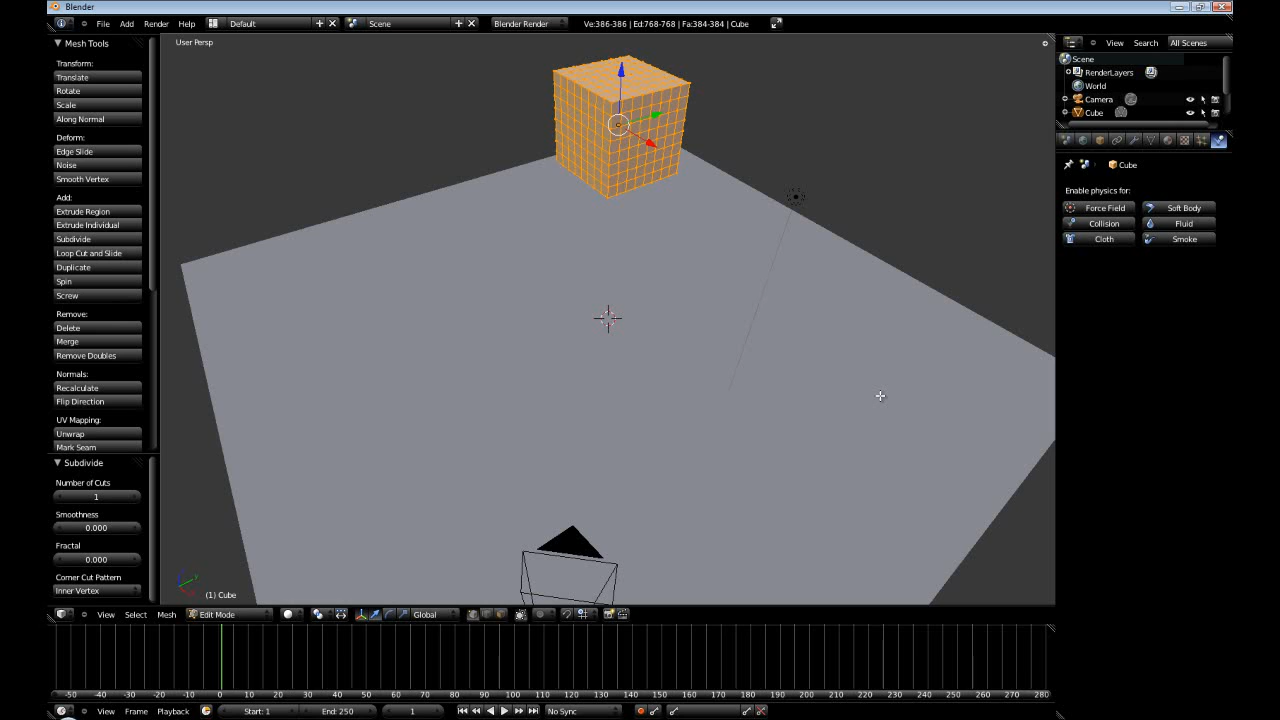 Blender
File Add Render Help Default Scene Blender Render Ve:386-386 | Ed:768-768 | Fa:384-384 | Cube
Mesh Tools
Transform:
Translate
Rotate
Scale
Along Normal
Deform:
Edge Slide
Noise
Smooth Vertex
Add:
Extrude Region
Extrude Individual
Subdivide
Loop Cut and Slide
Duplicate
Spin
Screw
Remove:
Delete
Merge
Remove Doubles
Normals:
Recalculate
Flip Direction
UV Mapping:
Unwrap
Mark Seam
Subdivide
Number of Cuts
1
Smoothness
0.000
Fractal
0.000
Corner Cut Pattern
Inner Vertex
User Persp
(1) Cube
View Search All Scenes
Scene
RenderLayers
World
Camera
Cube
Cube
Enable physics for:
Force Field Soft Body
Collision Fluid
Cloth Smoke
View Select Mesh Edit Mode Global
-50 -40 -30 -20 -10 0 10 20 30 40 50 60 70 80 90 100 110 120 130 140 150 160 170 180 190 200 210 220 230 240 250 260 270 280
View Frame Playback Start: 1 End: 250 1 No Sync